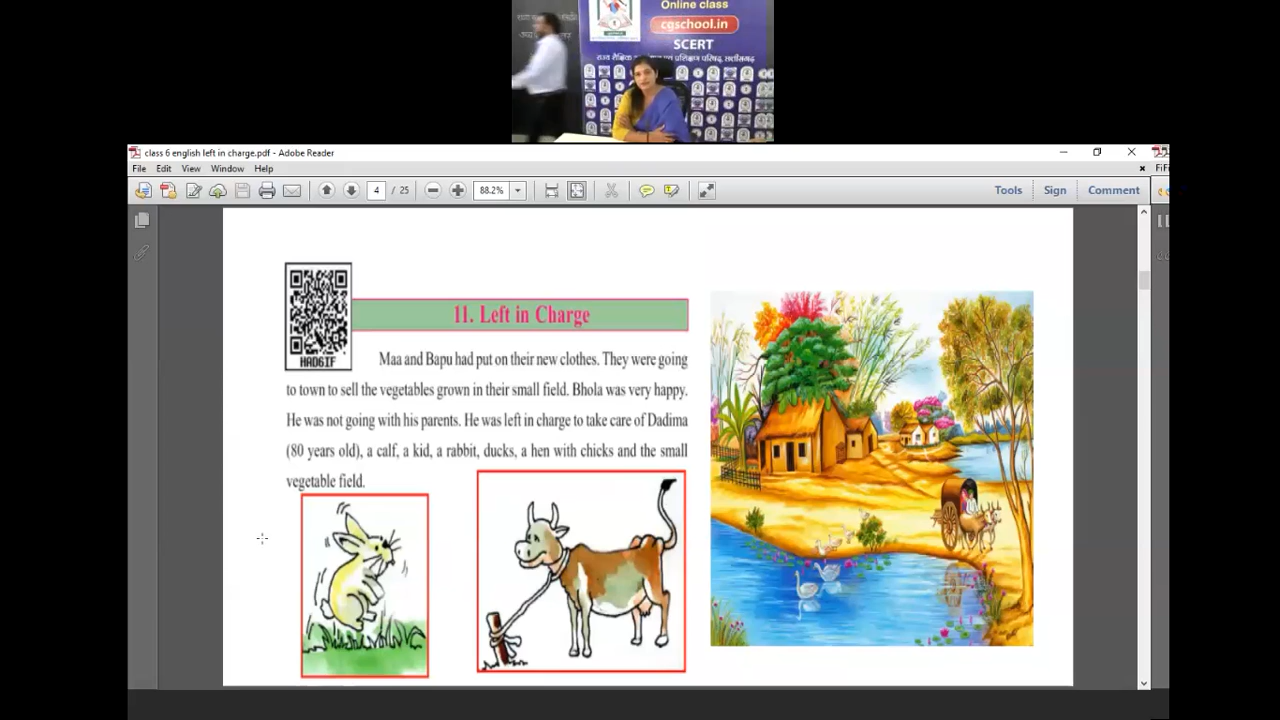 Online class
cgschool.in
SCERT
class 6 english left in charge.pdf - Adobe Reader
File Edit View Window Help
4 / 25 88.2% Tools Sign Comment
HAD6IF
11. Left in Charge
Maa and Bapu had put on their new clothes. They were going
to town to sell the vegetables grown in their small field. Bhola was very happy.
He was not going with his parents. He was left in charge to take care of Dadima
(80 years old), a calf, a kid, a rabbit, ducks, a hen with chicks and the small
vegetable field.